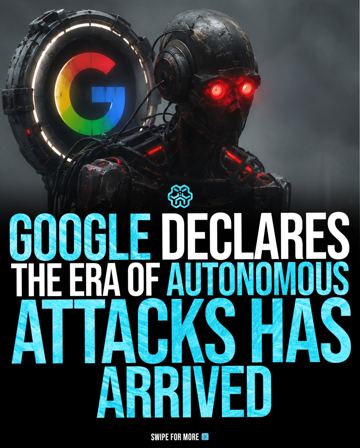 G
GOOGLE DECLARES
THE ERA OF AUTONOMOUS
ATTACKS HAS
ARRIVED
SWIPE FOR MORE